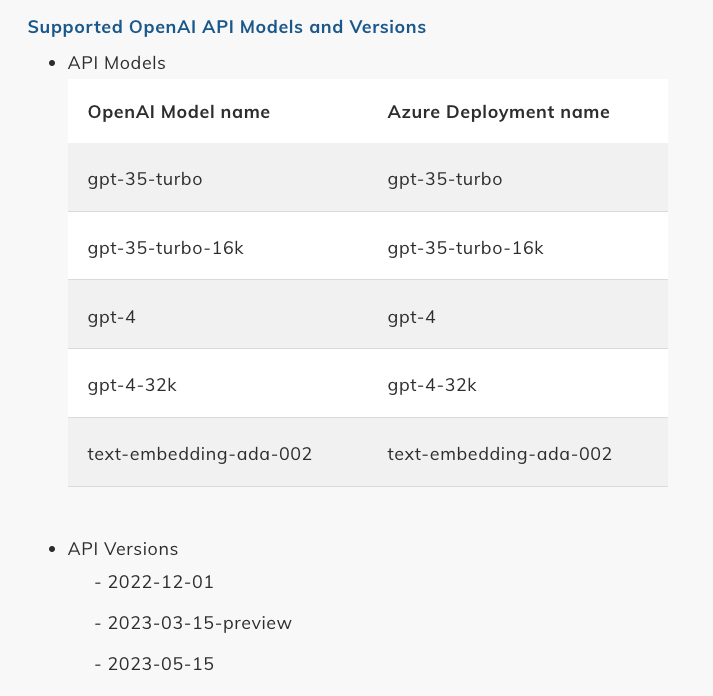 Supported OpenAI API Models and Versions
• API Models
OpenAI Model name Azure Deployment name
gpt-35-turbo gpt-35-turbo
gpt-35-turbo-16k gpt-35-turbo-16k
gpt-4 gpt-4
gpt-4-32k gpt-4-32k
text-embedding-ada-002 text-embedding-ada-002
• API Versions
- 2022-12-01
- 2023-03-15-preview
- 2023-05-15